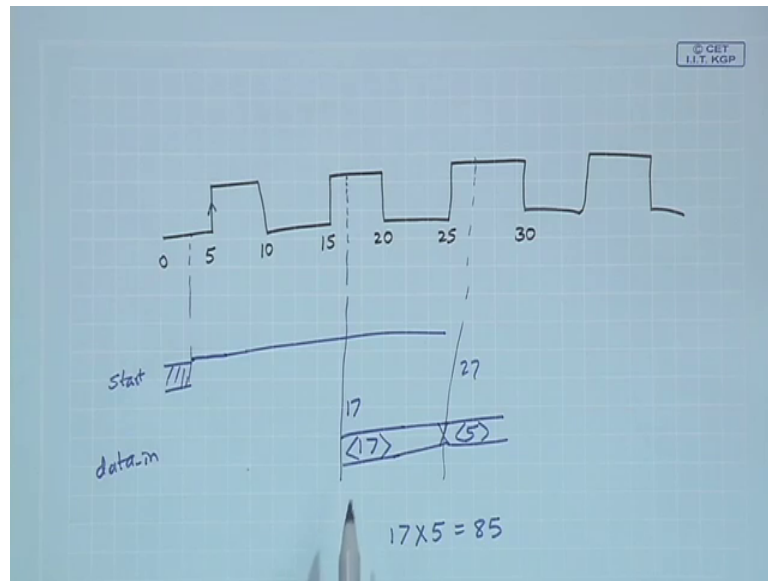 © CET
I.I.T. KGP
0 5 10 15 20 25 30
Start
27
17
data_in
<17> <5>
17 X 5 = 85